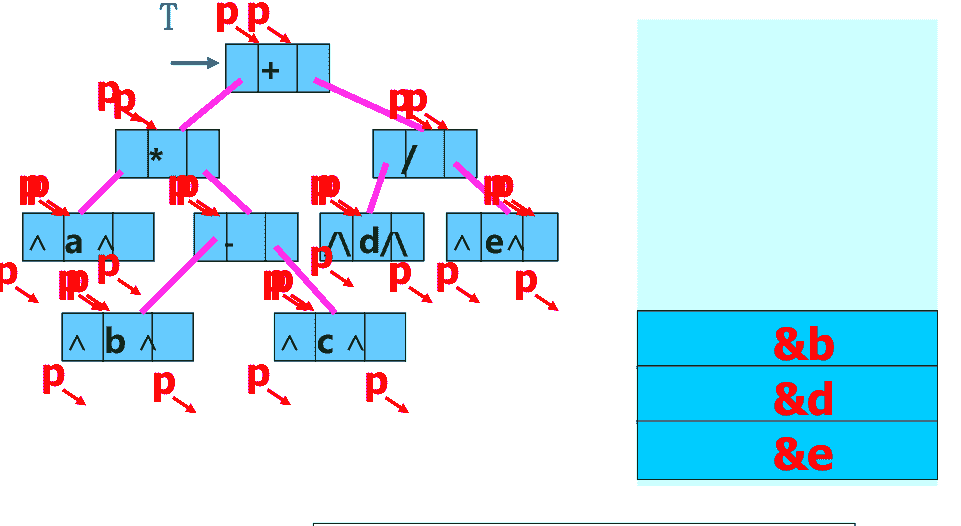 T p p
+
p p p p
* /
p p p p p p p p
^ a ^ - /\ d /\ ^ e ^
p p p p p p
p p p p
^ b ^ ^ c ^
p p p p
&b
&d
&e